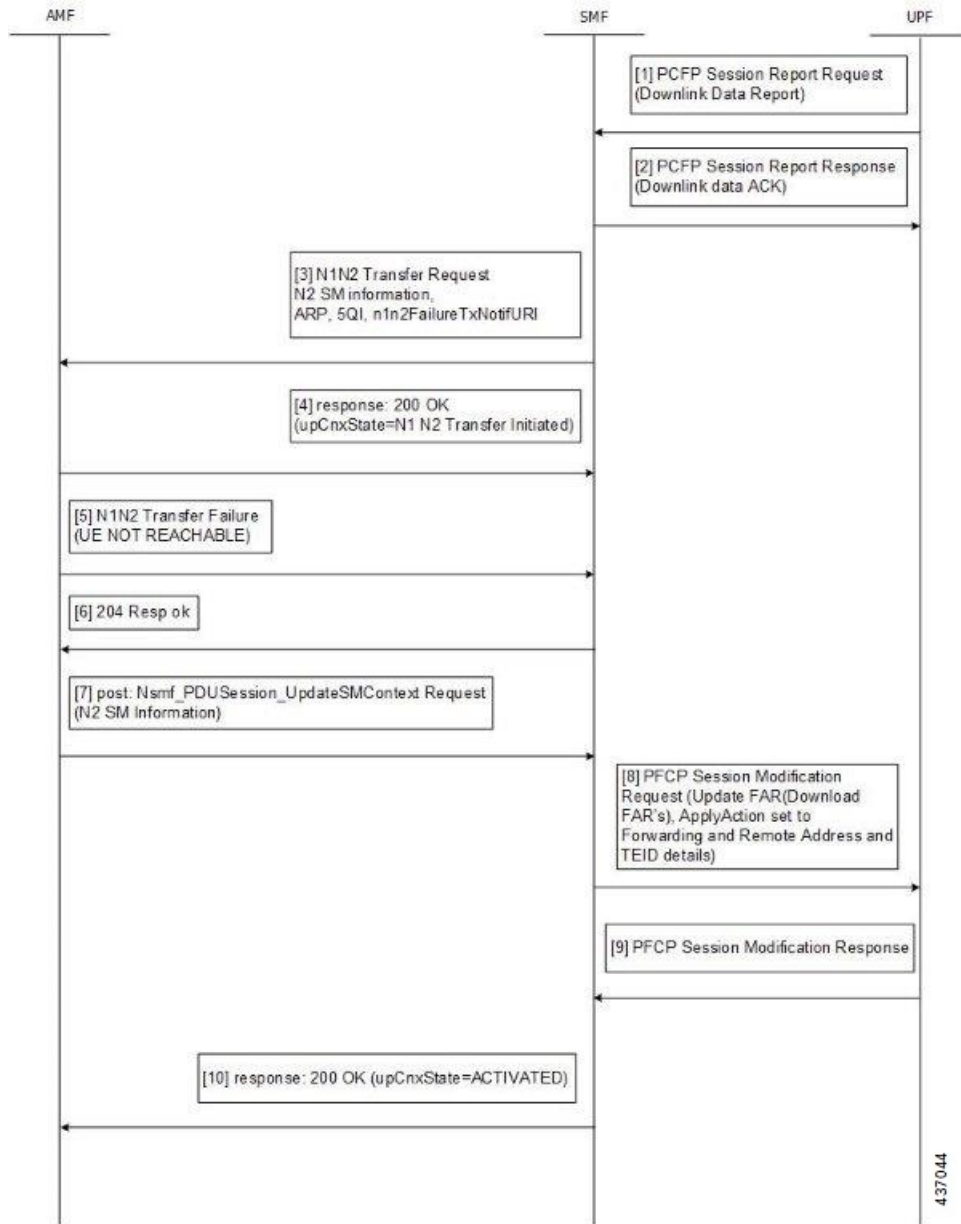 AMF
SMF
UPF
[1] PCFP Session Report Request
(Downlink Data Report)
[2] PCFP Session Report Response
(Downlink data ACK)
[3] N1N2 Transfer Request
N2 SM information,
ARP, 5QI, n1n2FailureTxNotifURI
[4] response: 200 OK
(upCnxState=N1 N2 Transfer Initiated)
[5] N1N2 Transfer Failure
(UE NOT REACHABLE)
[6] 204 Resp ok
[7] post: Nsmf_PDUSession_UpdateSMContext Request
(N2 SM Information)
[8] PFCP Session Modification
Request (Update FAR(Download
FAR's), ApplyAction set to
Forwarding and Remote Address and
TEID details)
[9] PFCP Session Modification Response
[10] response: 200 OK (upCnxState=ACTIVATED)
437044